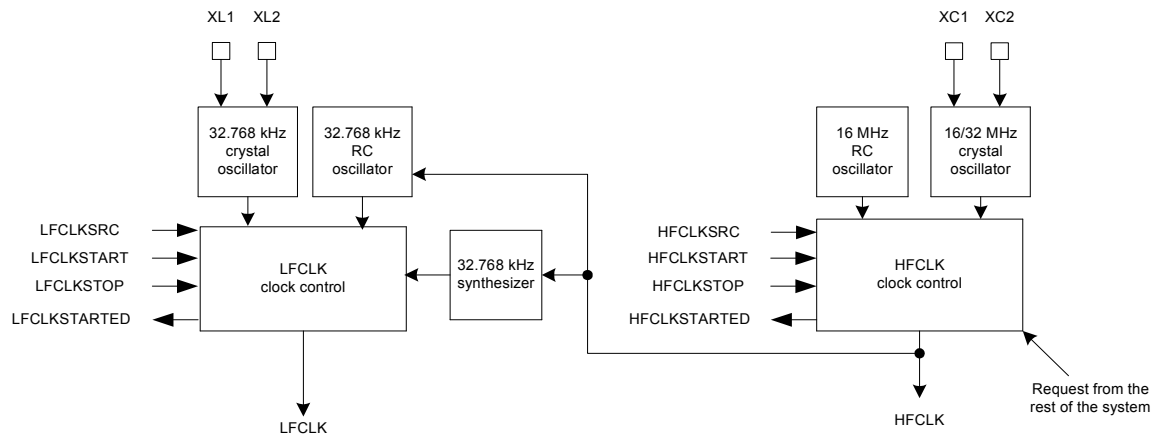 XL1 XL2
XC1 XC2
32.768 kHz
crystal
oscillator
32.768 kHz
RC
oscillator
16 MHz
RC
oscillator
16/32 MHz
crystal
oscillator
LFCLKSRC
LFCLKSTART
LFCLKSTOP
LFCLKSTARTED
LFCLK
clock control
32.768 kHz
synthesizer
HFCLKSRC
HFCLKSTART
HFCLKSTOP
HFCLKSTARTED
HFCLK
clock control
Request from the
rest of the system
LFCLK
HFCLK